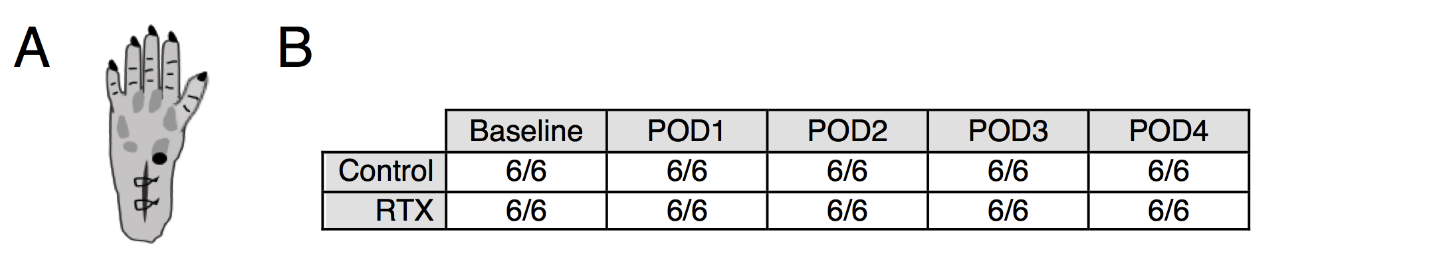 A B
Baseline POD1 POD2 POD3 POD4
Control 6/6 6/6 6/6 6/6 6/6
RTX 6/6 6/6 6/6 6/6 6/6